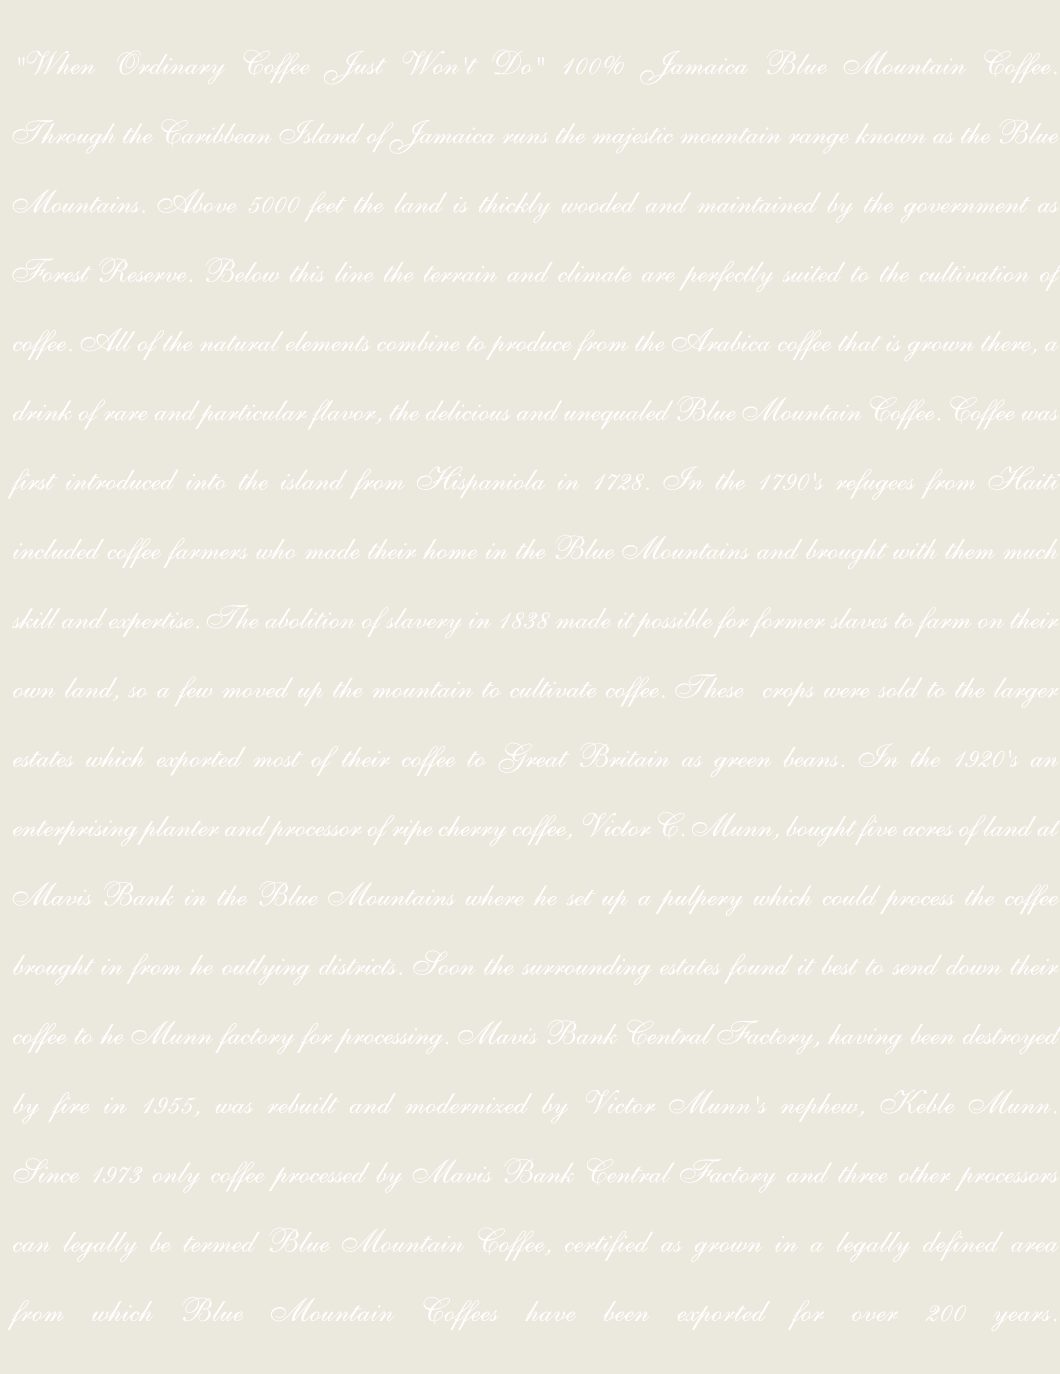 "When Ordinary Coffee Just Won't Do" 100% Jamaica Blue Mountain Coffee.
Through the Caribbean Island of Jamaica runs the majestic mountain range known as the Blue
Mountains. Above 5000 feet the land is thickly wooded and maintained by the government as
Forest Reserve. Below this line the terrain and climate are perfectly suited to the cultivation of
coffee. All of the natural elements combine to produce from the Arabica coffee that is grown there, a
drink of rare and particular flavor, the delicious and unequaled Blue Mountain Coffee. Coffee was
first introduced into the island from Hispaniola in 1728. In the 1790's refugees from Haiti
included coffee farmers who made their home in the Blue Mountains and brought with them much
skill and expertise. The abolition of slavery in 1838 made it possible for former slaves to farm on their
own land, so a few moved up the mountain to cultivate coffee. These crops were sold to the larger
estates which exported most of their coffee to Great Britain as green beans. In the 1920's an
enterprising planter and processor of ripe cherry coffee, Victor C. Munn, bought five acres of land at
Mavis Bank in the Blue Mountains where he set up a pulpery which could process the coffee
brought in from he outlying districts. Soon the surrounding estates found it best to send down their
coffee to he Munn factory for processing. Mavis Bank Central Factory, having been destroyed
by fire in 1955, was rebuilt and modernized by Victor Munn's nephew, Keble Munn.
Since 1973 only coffee processed by Mavis Bank Central Factory and three other processors
can legally be termed Blue Mountain Coffee, certified as grown in a legally defined area
from which Blue Mountain Coffees have been exported for over 200 years.